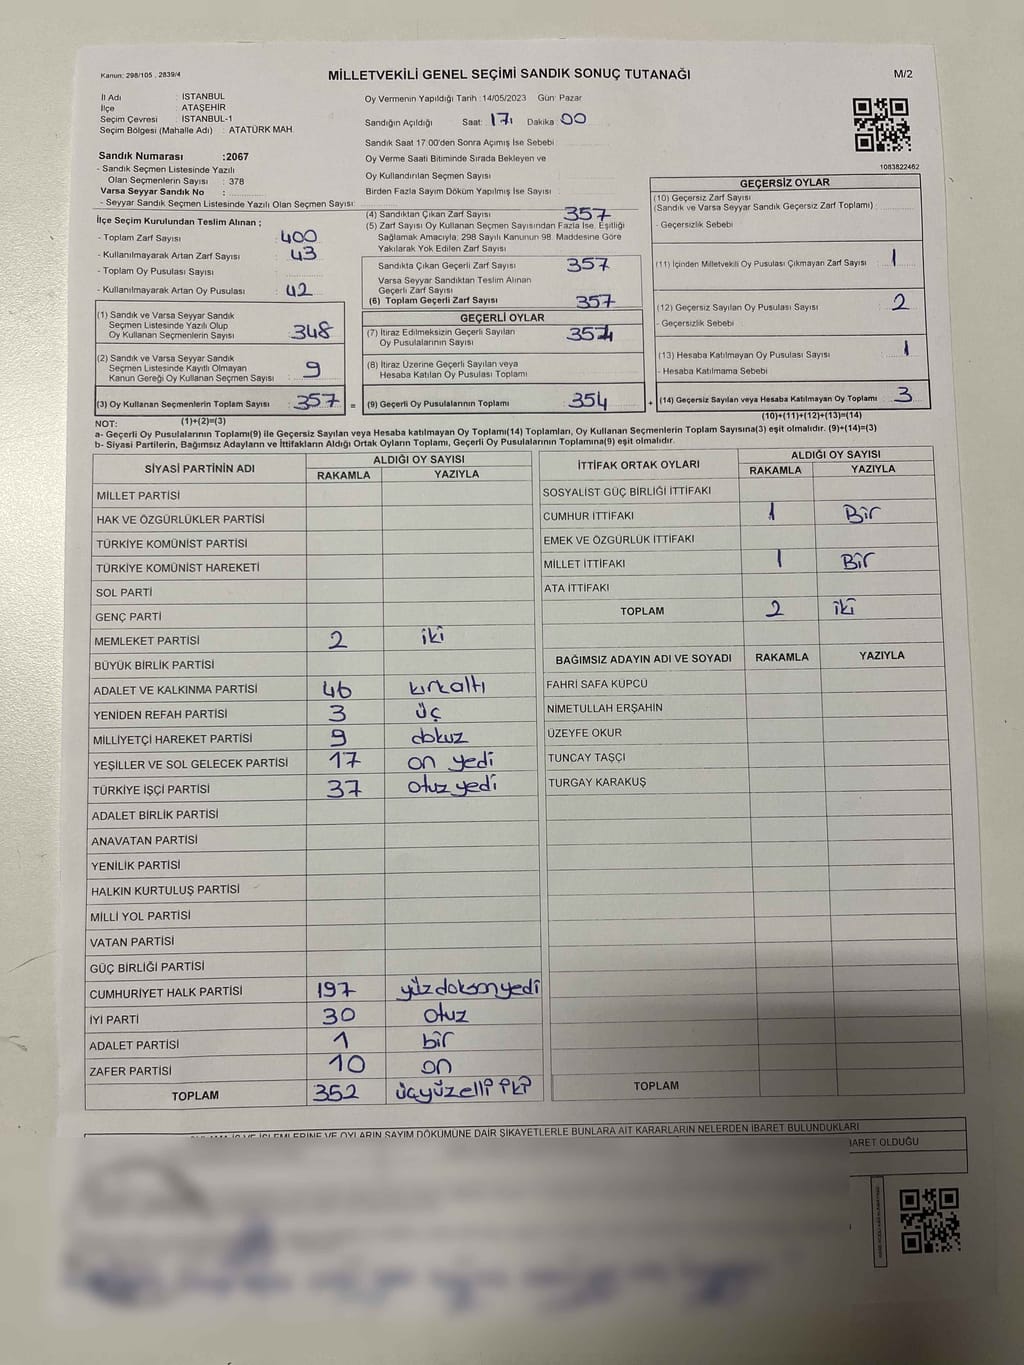 Kanun: 298/105 , 2839/4
MİLLETVEKİLİ GENEL SEÇİMİ SANDIK SONUÇ TUTANAĞI
M/2
İl Adı : İSTANBUL
İlçe : ATAŞEHİR
Seçim Çevresi : İSTANBUL-1
Seçim Bölgesi (Mahalle Adı) : ATATÜRK MAH.
Oy Vermenin Yapıldığı Tarih :14/05/2023 Gün: Pazar
Sandığın Açıldığı Saat: 17 Dakika 00
Sandık Saat 17:00'den Sonra Açımış İse Sebebi
Oy Verme Saati Bitiminde Sırada Bekleyen ve
Oy Kullandırılan Seçmen Sayısı
Birden Fazla Sayım Döküm Yapılmış İse Sayısı :
1083822462
Sandık Numarası :2067
- Sandık Seçmen Listesinde Yazılı
Olan Seçmenlerin Sayısı : 378
Varsa Seyyar Sandık No :
- Seyyar Sandık Seçmen Listesinde Yazılı Olan Seçmen Sayısı:
İlçe Seçim Kurulundan Teslim Alınan ;
- Toplam Zarf Sayısı : 400
- Kullanılmayarak Artan Zarf Sayısı : 43
- Toplam Oy Pusulası Sayısı :
- Kullanılmayarak Artan Oy Pusulası : 42
(1) Sandık ve Varsa Seyyar Sandık
Seçmen Listesinde Yazılı Olup
Oy Kullanan Seçmenlerin Sayısı : 348
(2) Sandık ve Varsa Seyyar Sandık
Seçmen Listesinde Kayıtlı Olmayan
Kanun Gereği Oy Kullanan Seçmen Sayısı : 9
(3) Oy Kullanan Seçmenlerin Toplam Sayısı : 357
(1)+(2)=(3)
(4) Sandıktan Çıkan Zarf Sayısı 357
(5) Zarf Sayısı Oy Kullanan Seçmen Sayısından Fazla İse, Eşitliği
Sağlamak Amacıyla; 298 Sayılı Kanunun 98. Maddesine Göre
Yakılarak Yok Edilen Zarf Sayısı
Sandıkta Çıkan Geçerli Zarf Sayısı 357
Varsa Seyyar Sandıktan Teslim Alınan
Geçerli Zarf Sayısı
(6) Toplam Geçerli Zarf Sayısı 357
GEÇERLİ OYLAR
(7) İtiraz Edilmeksizin Geçerli Sayılan
Oy Pusulalarının Sayısı 354
(8) İtiraz Üzerine Geçerli Sayılan veya
Hesaba Katılan Oy Pusulası Toplamı
= (9) Geçerli Oy Pusulalarının Toplamı 354
GEÇERSİZ OYLAR
(10) Geçersiz Zarf Sayısı
(Sandık ve Varsa Seyyar Sandık Geçersiz Zarf Toplamı) :
- Geçersizlik Sebebi
(11) İçinden Milletvekili Oy Pusulası Çıkmayan Zarf Sayısı : 1
(12) Geçersiz Sayılan Oy Pusulası Sayısı : 2
- Geçersizlik Sebebi
(13) Hesaba Katılmayan Oy Pusulası Sayısı : 1
- Hesaba Katılmama Sebebi
+ (14) Geçersiz Sayılan veya Hesaba Katılmayan Oy Toplamı : 3
(10)+(11)+(12)+(13)=(14)
NOT:
a- Geçerli Oy Pusulalarının Toplamı(9) ile Geçersiz Sayılan veya Hesaba katılmayan Oy Toplamı(14) Toplamları, Oy Kullanan Seçmenlerin Toplam Sayısına(3) eşit olmalıdır. (9)+(14)=(3)
b- Siyasi Partilerin, Bağımsız Adayların ve İttifakların Aldığı Ortak Oyların Toplamı, Geçerli Oy Pusulalarının Toplamına(9) eşit olmalıdır.
SİYASİ PARTİNİN ADI ALDIĞI OY SAYISI
RAKAMLA YAZIYLA
MİLLET PARTİSİ
HAK VE ÖZGÜRLÜKLER PARTİSİ
TÜRKİYE KOMÜNİST PARTİSİ
TÜRKİYE KOMÜNİST HAREKETİ
SOL PARTİ
GENÇ PARTİ
MEMLEKET PARTİSİ 2 iki
BÜYÜK BİRLİK PARTİSİ
ADALET VE KALKINMA PARTİSİ 46 kırkaltı
YENİDEN REFAH PARTİSİ 3 üç
MİLLİYETÇİ HAREKET PARTİSİ 9 dokuz
YEŞİLLER VE SOL GELECEK PARTİSİ 17 on yedi
TÜRKİYE İŞÇİ PARTİSİ 37 otuz yedi
ADALET BİRLİK PARTİSİ
ANAVATAN PARTİSİ
YENİLİK PARTİSİ
HALKIN KURTULUŞ PARTİSİ
MİLLİ YOL PARTİSİ
VATAN PARTİSİ
GÜÇ BİRLİĞİ PARTİSİ
CUMHURİYET HALK PARTİSİ 197 yüzdoksanyedi
İYİ PARTİ 30 otuz
ADALET PARTİSİ 1 bir
ZAFER PARTİSİ 10 on
TOPLAM 352 üçyüzelli iki
İTTİFAK ORTAK OYLARI ALDIĞI OY SAYISI
RAKAMLA YAZIYLA
SOSYALİST GÜÇ BİRLİĞİ İTTİFAKI
CUMHUR İTTİFAKI 1 Bir
EMEK VE ÖZGÜRLÜK İTTİFAKI
MİLLET İTTİFAKI 1 Bir
ATA İTTİFAKI
TOPLAM 2 iki
BAĞIMSIZ ADAYIN ADI VE SOYADI RAKAMLA YAZIYLA
FAHRİ SAFA KÜPCÜ
NİMETULLAH ERŞAHİN
ÜZEYFE OKUR
TUNCAY TAŞÇI
TURGAY KARAKUŞ
TOPLAM
İŞLEMLERİNE VE OYLARIN SAYIM DÖKÜMÜNE DAİR ŞİKAYETLERLE BUNLARA AİT KARARLARIN NELERDEN İBARET BULUNDUKLARI
İBARET OLDUĞU